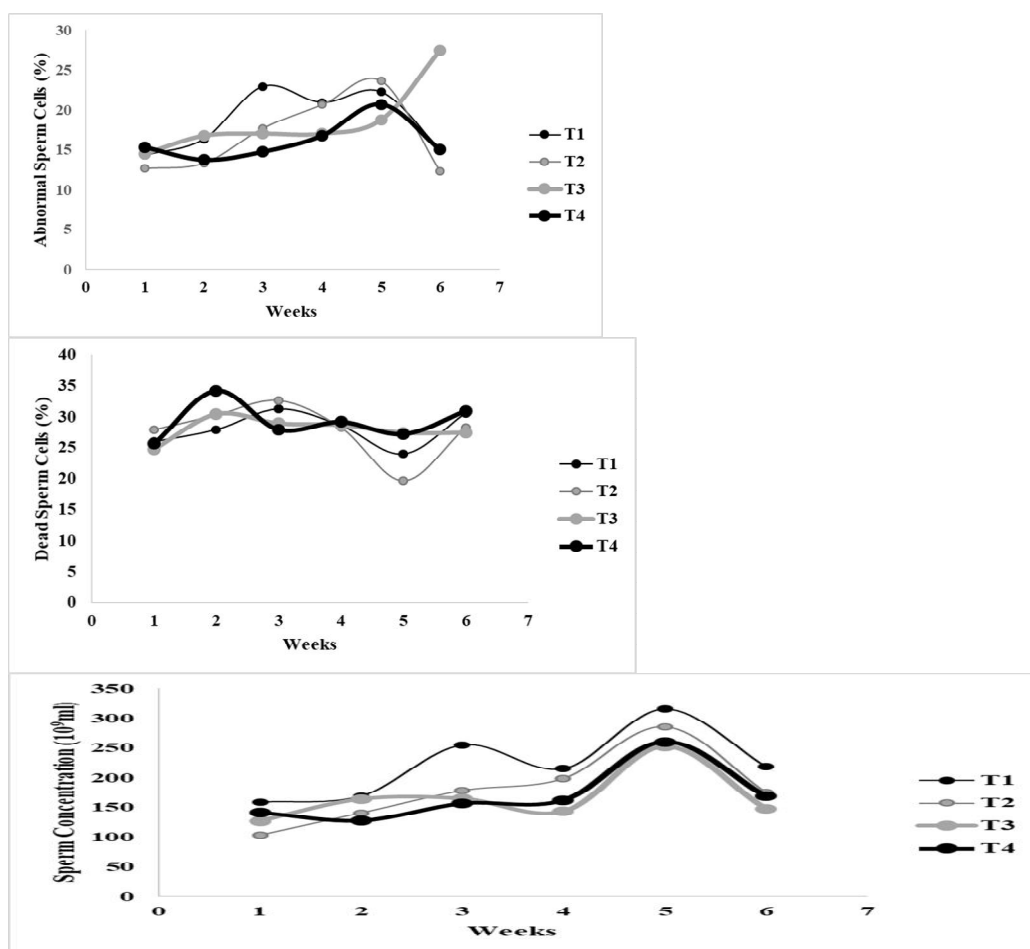 Abnormal Sperm Cells (%)
30
25
20
15
10
5
0
0 1 2 3 4 5 6 7
Weeks
T1
T2
T3
T4
Dead Sperm Cells (%)
40
35
30
25
20
15
10
5
0
0 1 2 3 4 5 6 7
Weeks
T1
T2
T3
T4
Sperm Concentration (10⁹ml)
350
300
250
200
150
100
50
0
0 1 2 3 4 5 6 7
Weeks
T1
T2
T3
T4